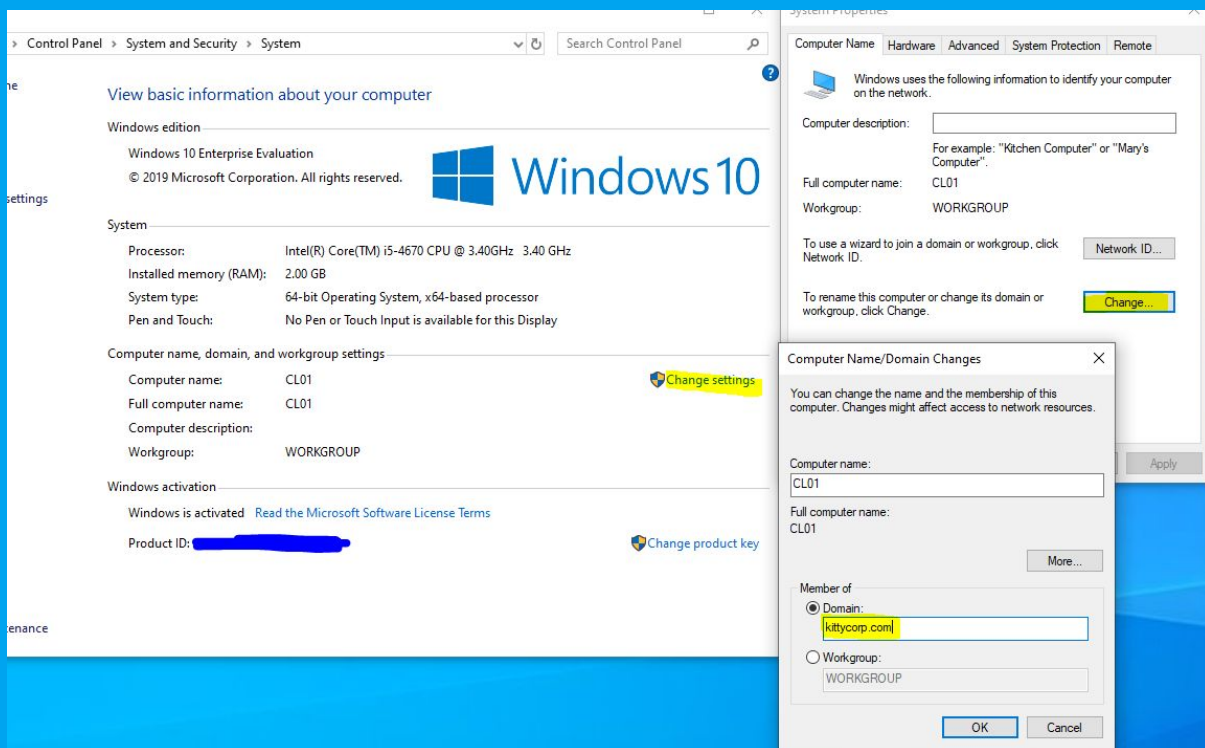 Control Panel > System and Security > System
Search Control Panel
?
View basic information about your computer
Windows edition
Windows 10 Enterprise Evaluation
© 2019 Microsoft Corporation. All rights reserved.
Windows 10
settings
System
Processor: Intel(R) Core(TM) i5-4670 CPU @ 3.40GHz 3.40 GHz
Installed memory (RAM): 2.00 GB
System type: 64-bit Operating System, x64-based processor
Pen and Touch: No Pen or Touch Input is available for this Display
Computer name, domain, and workgroup settings
Computer name: CL01
Change settings
Full computer name: CL01
Computer description:
Workgroup: WORKGROUP
Windows activation
Windows is activated Read the Microsoft Software License Terms
Product ID:
Change product key
tenance
System Properties
Computer Name Hardware Advanced System Protection Remote
Windows uses the following information to identify your computer
on the network.
Computer description:
For example: "Kitchen Computer" or "Mary's
Computer".
Full computer name: CL01
Workgroup: WORKGROUP
To use a wizard to join a domain or workgroup, click
Network ID.
Network ID...
To rename this computer or change its domain or
workgroup, click Change.
Change...
Apply
Computer Name/Domain Changes
You can change the name and the membership of this
computer. Changes might affect access to network resources.
Computer name:
CL01
Full computer name:
CL01
More...
Member of
Domain:
kittycorp.com
Workgroup:
WORKGROUP
OK Cancel